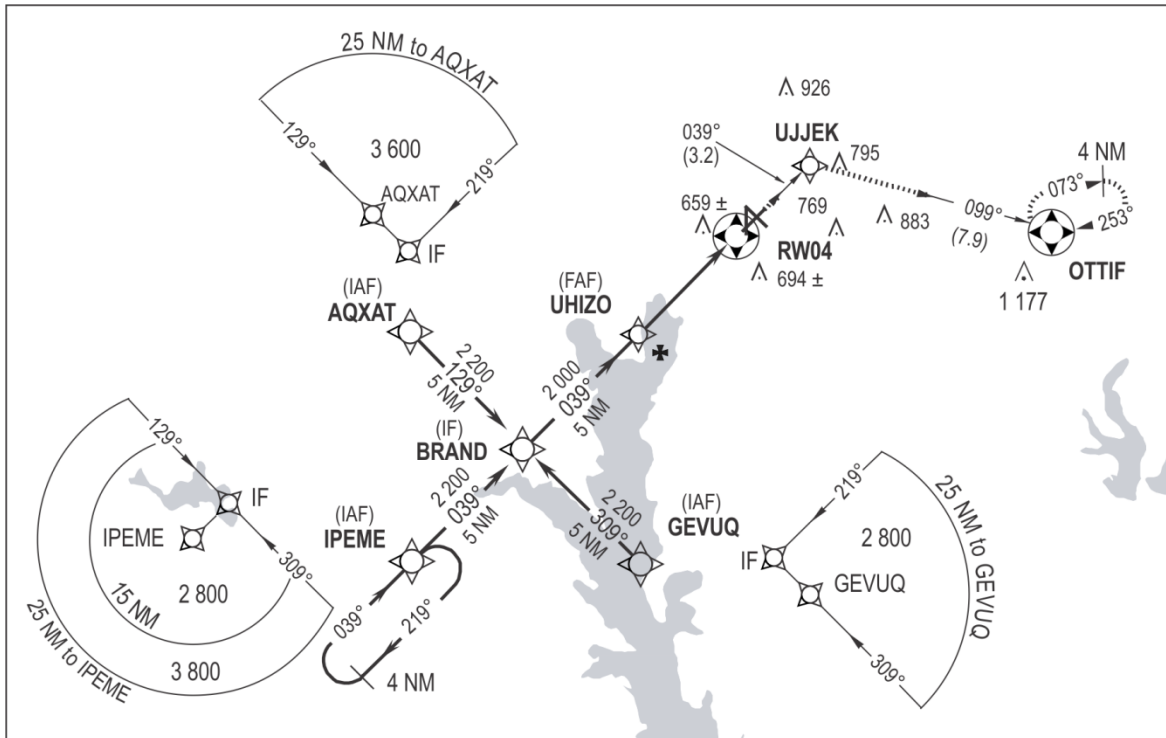 25 NM to AQXAT
129°
3 600
219°
AQXAT
IF
926
039°
(3.2)
UJJEK
795
4 NM
073°
659 ±
769
883
099°
(7.9)
253°
RW04
OTTIF
694 ±
1 177
(IAF)
AQXAT
(FAF)
UHIZO
2 200
129°
5 NM
2 000
039°
5 NM
(IF)
BRAND
129°
IF
IPEME
309°
2 800
15 NM
3 800
25 NM to IPEME
(IAF)
IPEME
2 200
039°
5 NM
2 200
309°
5 NM
(IAF)
GEVUQ
039°
219°
4 NM
219°
2 800
IF
GEVUQ
309°
25 NM to GEVUQ